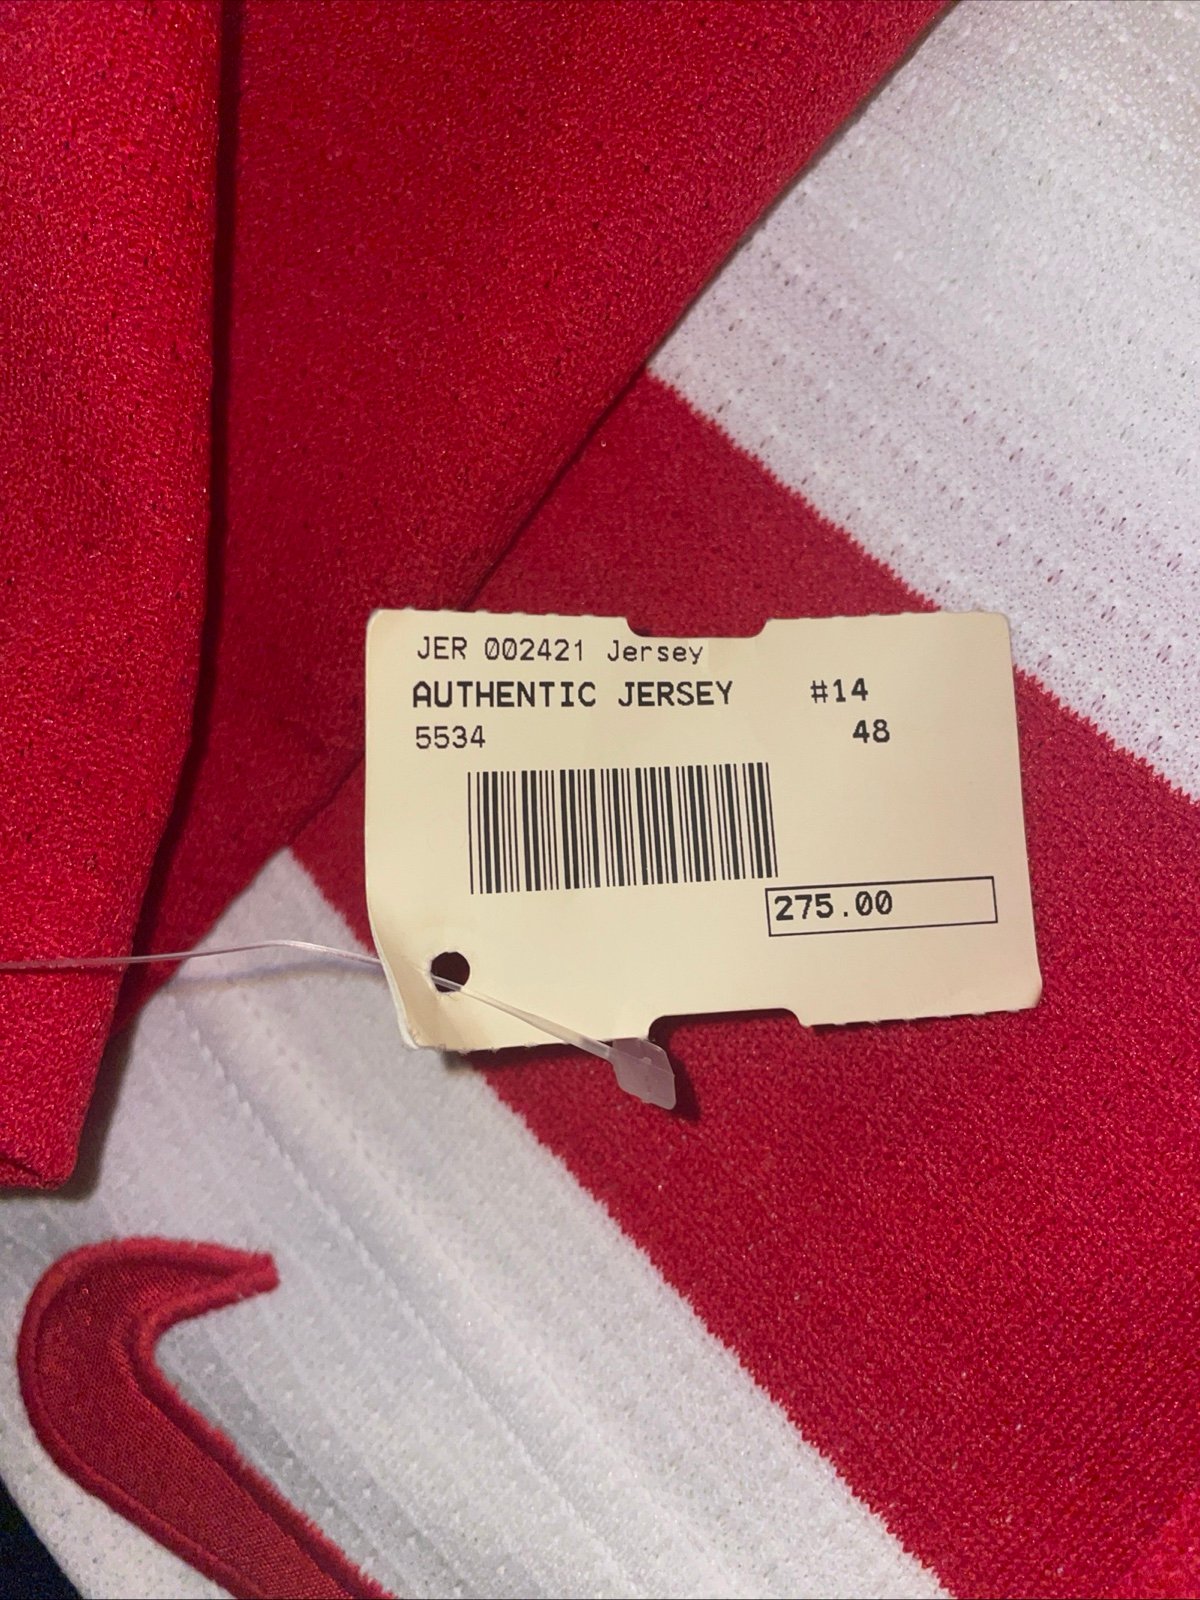 JER 002421 Jersey
AUTHENTIC JERSEY #14
5534 48
275.00